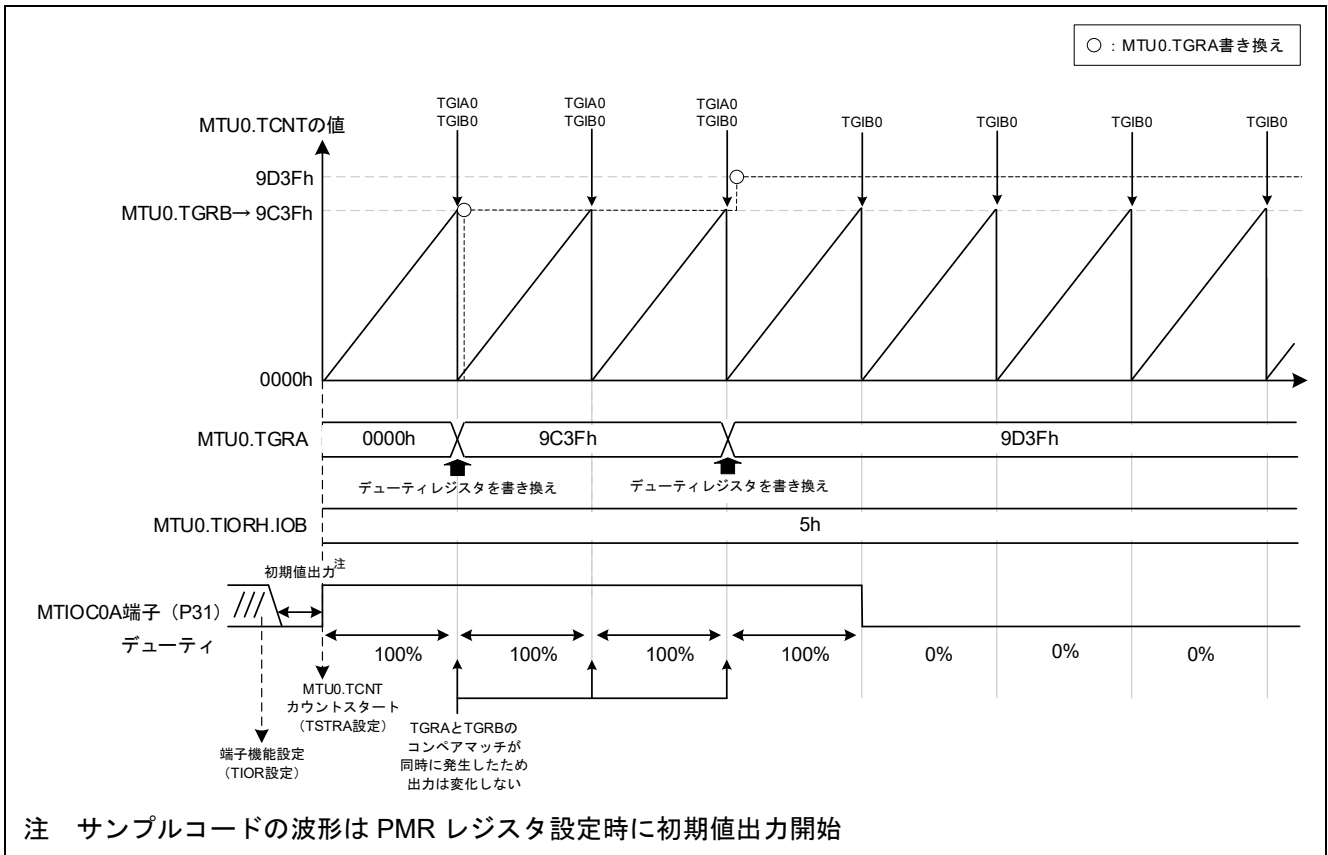 ○：MTU0.TGRA書き換え
TGIA0
TGIB0
TGIA0
TGIB0
TGIA0
TGIB0
TGIB0
TGIB0
TGIB0
TGIB0
MTU0.TCNTの値
9D3Fh
MTU0.TGRB→ 9C3Fh
0000h
MTU0.TGRA
0000h
9C3Fh
9D3Fh
デューティレジスタを書き換え
デューティレジスタを書き換え
MTU0.TIORH.IOB
5h
初期値出力注
MTIOC0A端子（P31）
デューティ
100%
100%
100%
100%
0%
0%
0%
MTU0.TCNT
カウントスタート
（TSTRA設定）
端子機能設定
（TIOR設定）
TGRAとTGRBの
コンペアマッチが
同時に発生したため
出力は変化しない
注　サンプルコードの波形は PMR レジスタ設定時に初期値出力開始